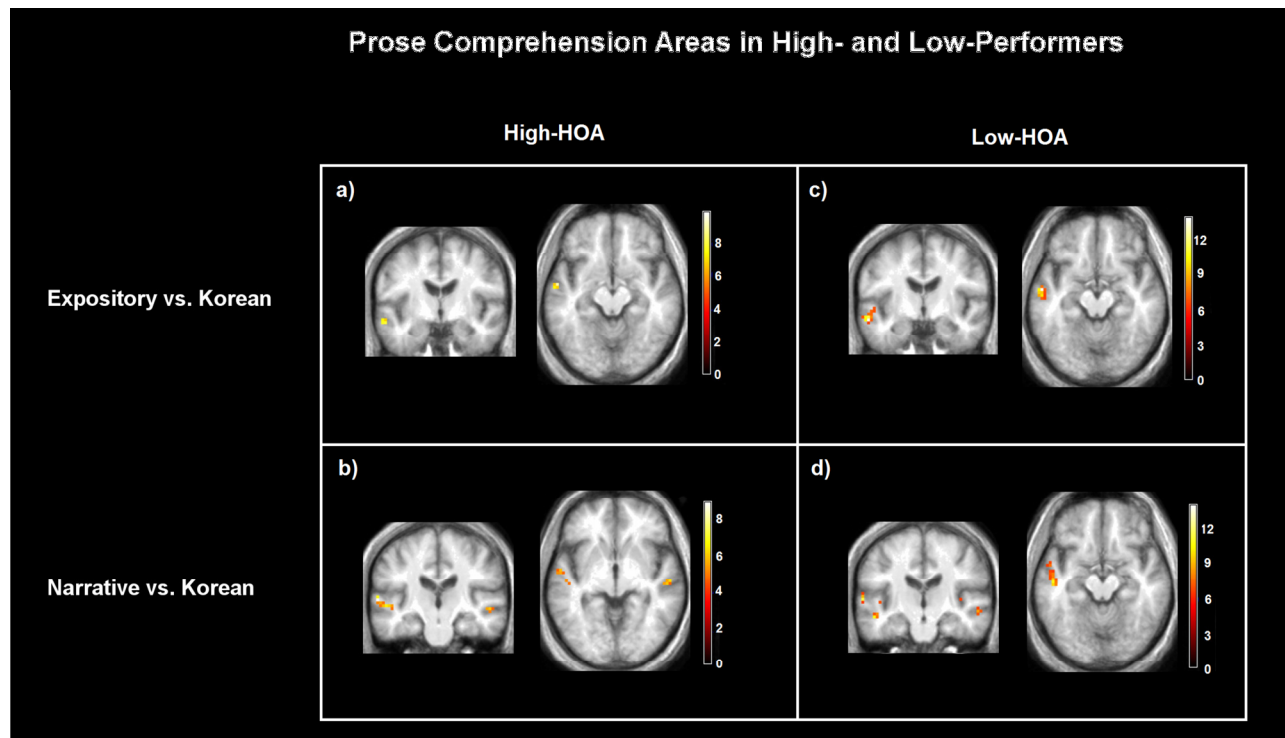 Prose Comprehension Areas in High- and Low-Performers
High-HOA
Low-HOA
a)
8
6
4
2
0
c)
12
9
6
3
0
Expository vs. Korean
b)
8
6
4
2
0
d)
12
9
6
3
0
Narrative vs. Korean